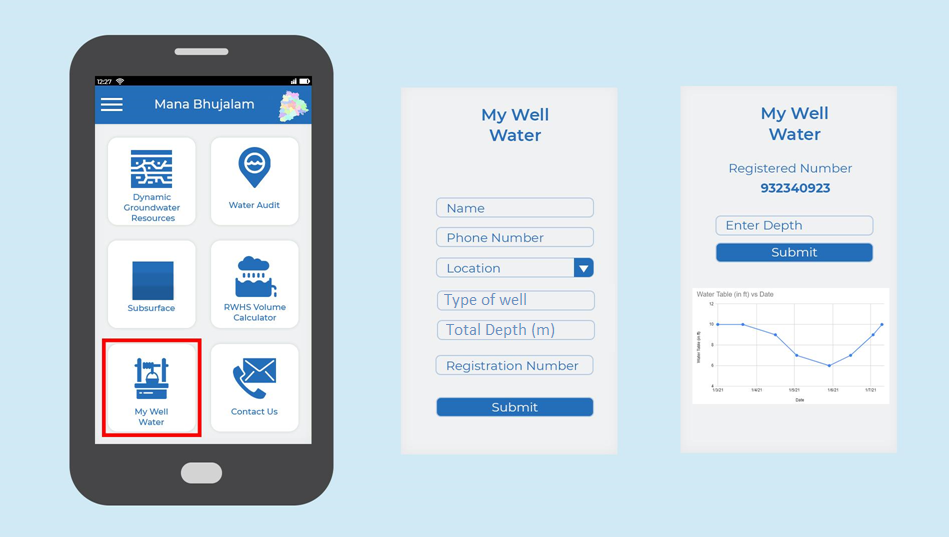 12:27
Mana Bhujalam
Dynamic
Groundwater
Resources
Water Audit
Subsurface
RWHS Volume
Calculator
My Well
Water
Contact Us
My Well
Water
Name
Phone Number
Location
Type of well
Total Depth (m)
Registration Number
Submit
My Well
Water
Registered Number
932340923
Enter Depth
Submit
Water Table (in ft) vs Date
Water Table (in ft)
12
10
8
6
4
1/3/21
1/4/21
1/5/21
1/6/21
1/7/21
Date